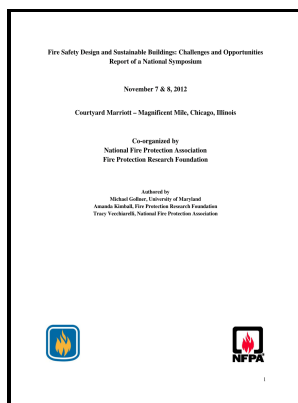 Fire Safety Design and Sustainable Buildings: Challenges and Opportunities
Report of a National Symposium
November 7 & 8, 2012
Courtyard Marriott – Magnificent Mile, Chicago, Illinois
Co-organized by
National Fire Protection Association
Fire Protection Research Foundation
Authored by
Michael Gollner, University of Maryland
Amanda Kimball, Fire Protection Research Foundation
Tracy Vecchiarelli, National Fire Protection Association
NFPA
1